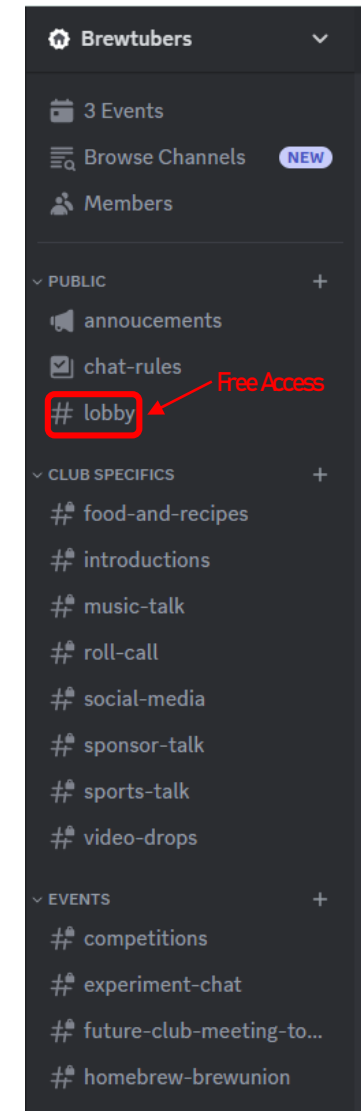 Brewtubers
3 Events
Browse Channels NEW
Members
PUBLIC
annoucements
chat-rules
Free Access
# lobby
CLUB SPECIFICS
food-and-recipes
introductions
music-talk
roll-call
social-media
sponsor-talk
sports-talk
video-drops
EVENTS
competitions
experiment-chat
future-club-meeting-to...
homebrew-brewunion